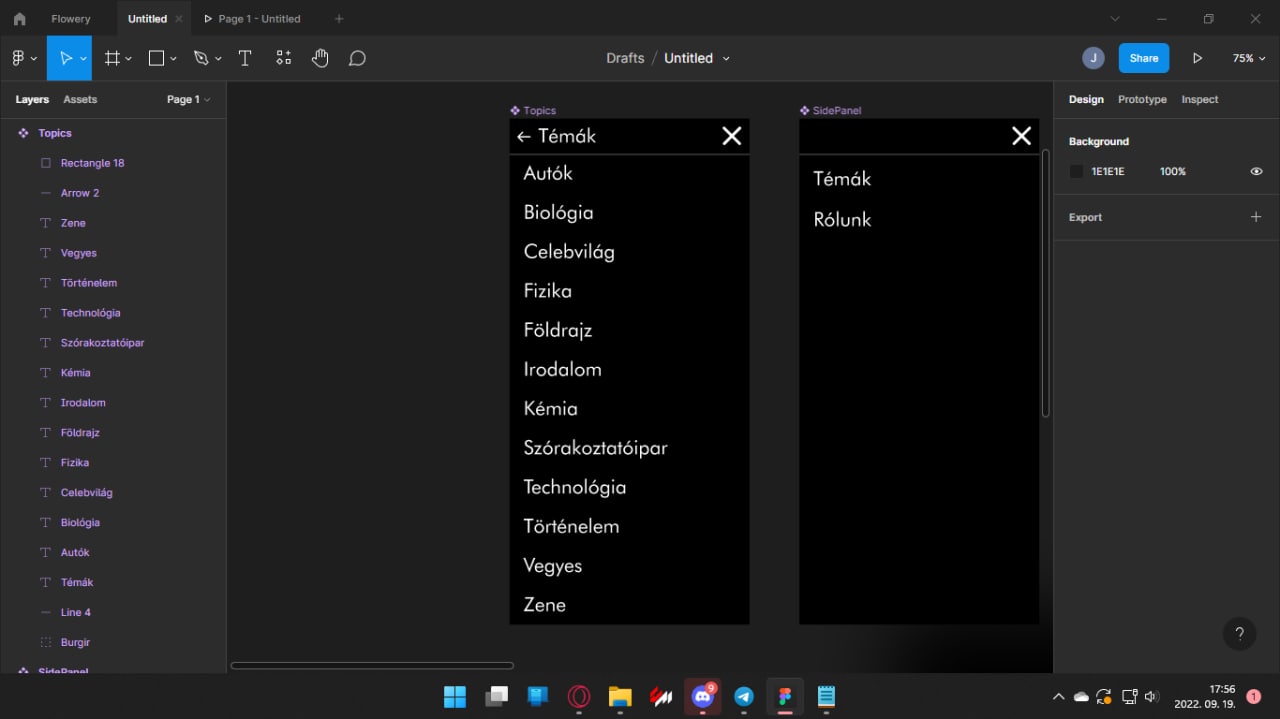 Flowery
Untitled
Page 1 - Untitled
Drafts / Untitled
J
Share
75%
Layers
Assets
Page 1
Topics
Rectangle 18
Arrow 2
Zene
Vegyes
Történelem
Technológia
Szórakoztatóipar
Kémia
Irodalom
Földrajz
Fizika
Celebvilág
Biológia
Autók
Témák
Line 4
Burgir
SidePanel
Topics
Témák
Autók
Biológia
Celebvilág
Fizika
Földrajz
Irodalom
Kémia
Szórakoztatóipar
Technológia
Történelem
Vegyes
Zene
SidePanel
Témák
Rólunk
Design
Prototype
Inspect
Background
1E1E1E
100%
Export
?
9
17:56
2022. 09. 19.
1